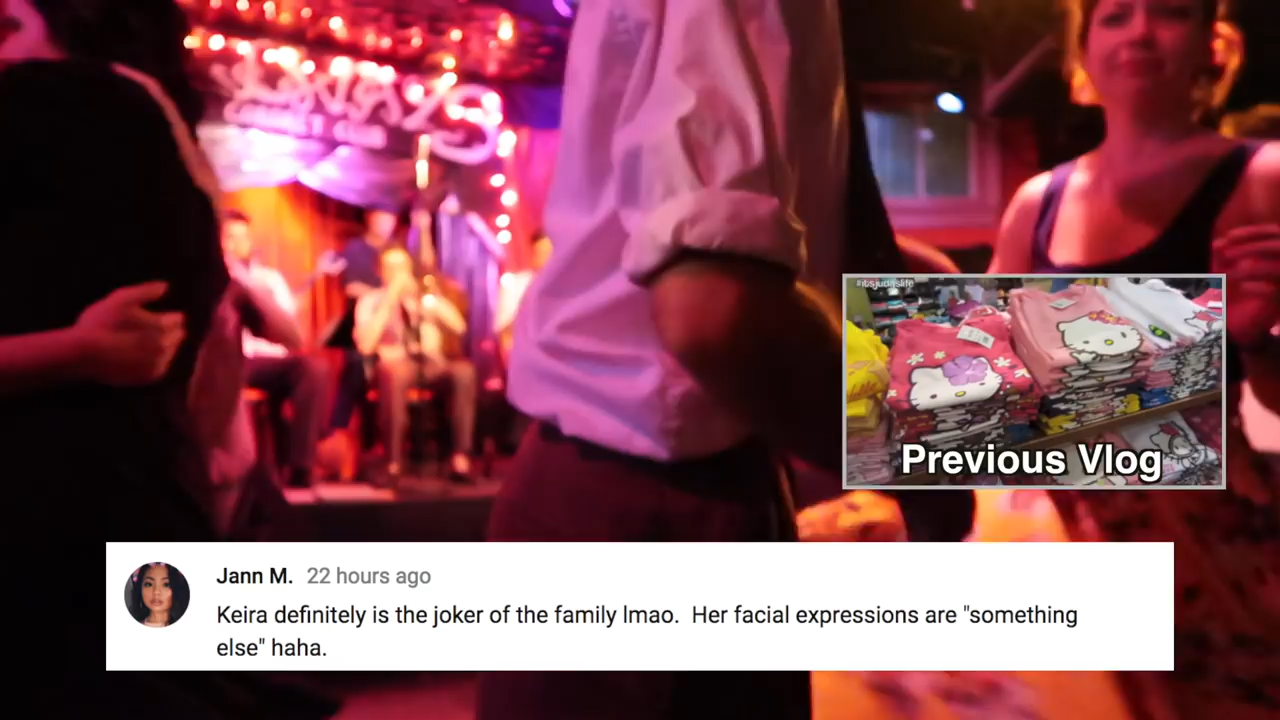 #itsjudyslife
Previous Vlog
Jann M. 22 hours ago
Keira definitely is the joker of the family lmao. Her facial expressions are "something
else" haha.